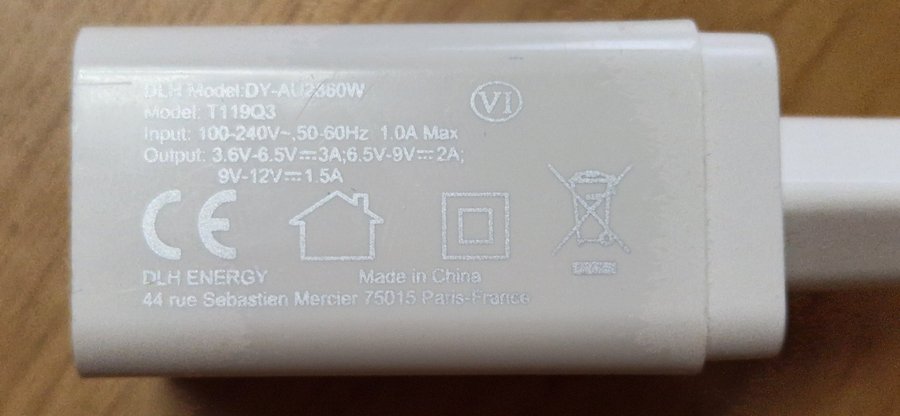 DLH Model:DY-AU2360W
Model: T119Q3
VI
Input: 100-240V~,50-60Hz 1.0A Max
Output: 3.6V-6.5V⎓3A;6.5V-9V⎓2A;
9V-12V⎓1.5A
CE
DLH ENERGY Made in China
44 rue Sebastien Mercier 75015 Paris-France